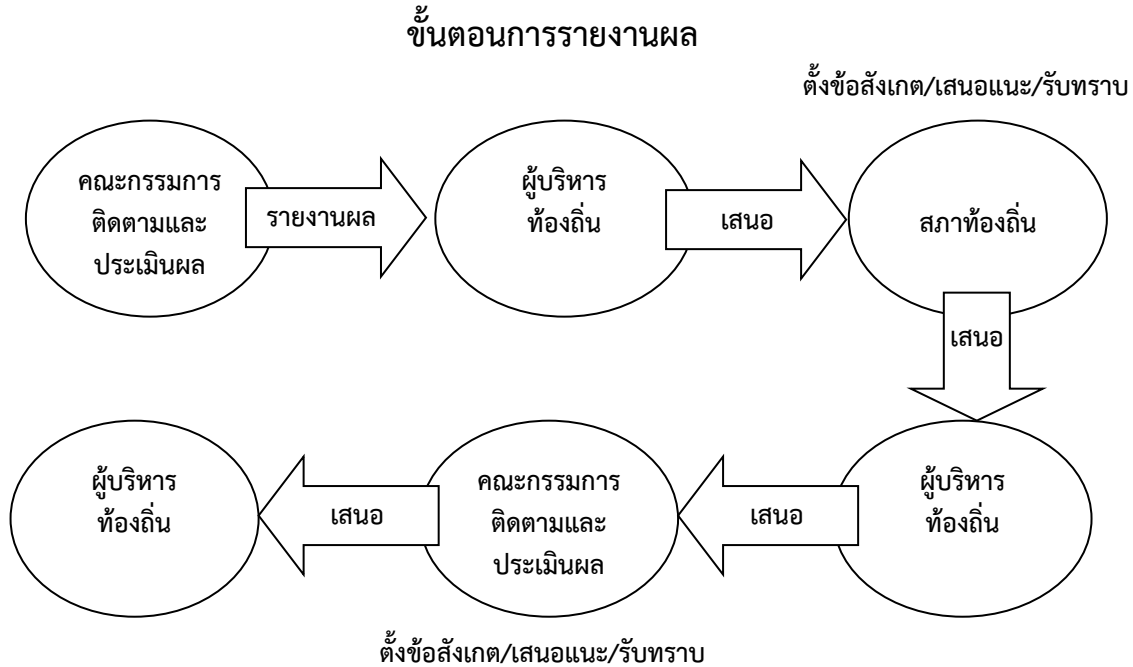 ขั้นตอนการรายงานผล
ตั้งข้อสังเกต/เสนอแนะ/รับทราบ
คณะกรรมการ
ติดตามและ
ประเมินผล
รายงานผล
ผู้บริหาร
ท้องถิ่น
เสนอ
สภาท้องถิ่น
เสนอ
ผู้บริหาร
ท้องถิ่น
เสนอ
คณะกรรมการ
ติดตามและ
ประเมินผล
เสนอ
ผู้บริหาร
ท้องถิ่น
ตั้งข้อสังเกต/เสนอแนะ/รับทราบ